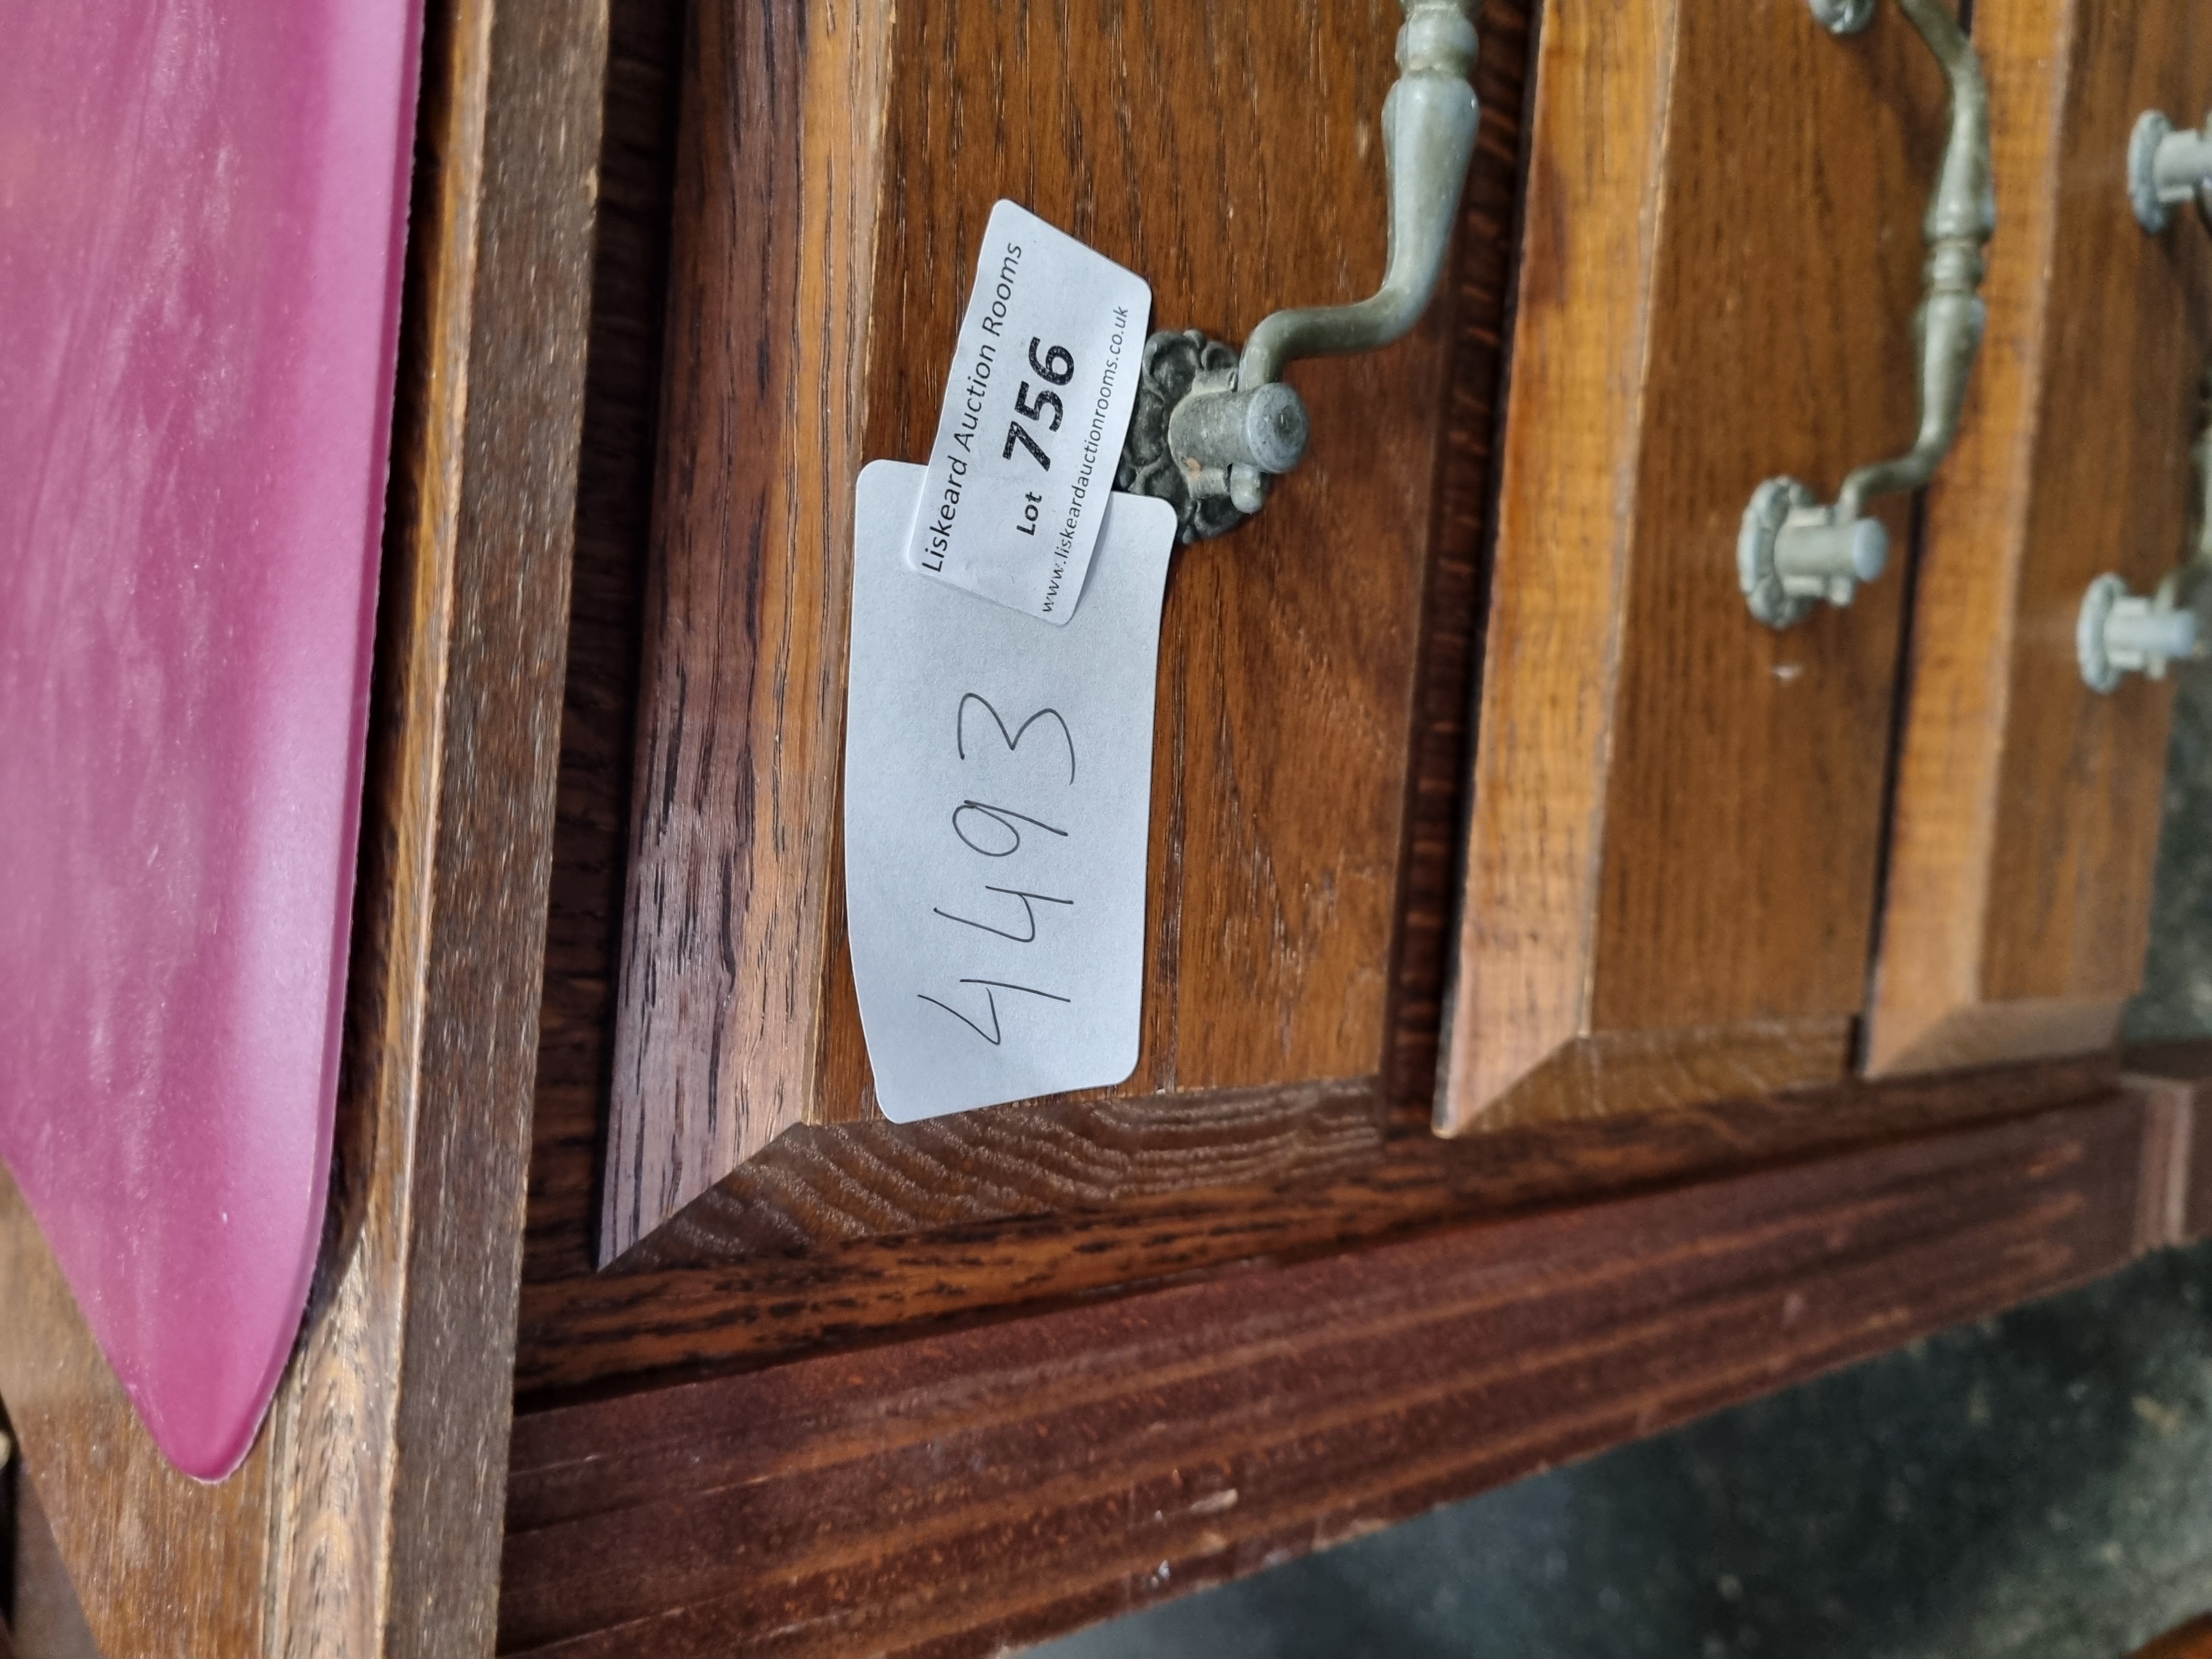 Liskeard Auction Rooms
Lot 756
www.liskeardauctionrooms.co.uk
4493